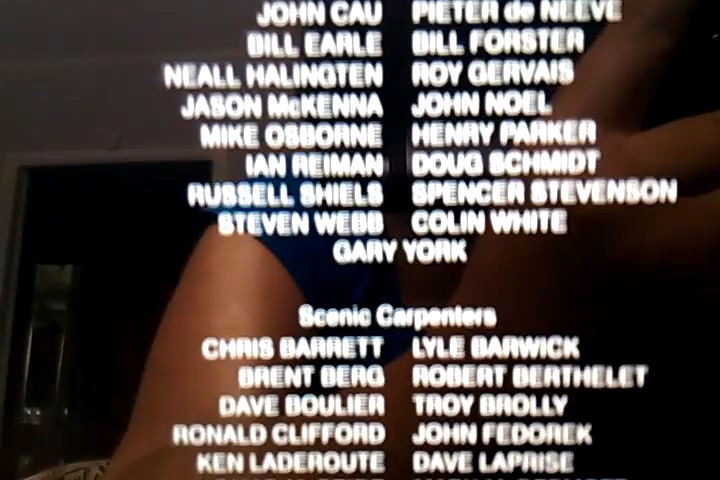 JOHN CAU PIETER de NEEVE
BILL EARLE BILL FORSTER
NEALL HALINGTEN ROY GERVAIS
JASON McKENNA JOHN NOEL
MIKE OSBORNE HENRY PARKER
IAN REIMAN DOUG SCHMIDT
RUSSELL SHIELS SPENCER STEVENSON
STEVEN WEBB COLIN WHITE
GARY YORK
Scenic Carpenters
CHRIS BARRETT LYLE BARWICK
BRENT BERG ROBERT BERTHELET
DAVE BOULIER TROY BROLLY
RONALD CLIFFORD JOHN FEDOREK
KEN LADEROUTE DAVE LAPRISE